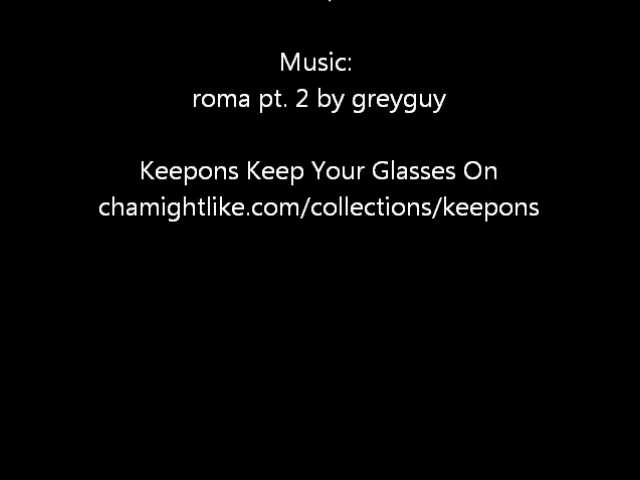 Music:
roma pt. 2 by greyguy
Keepons Keep Your Glasses On
chamightlike.com/collections/keepons